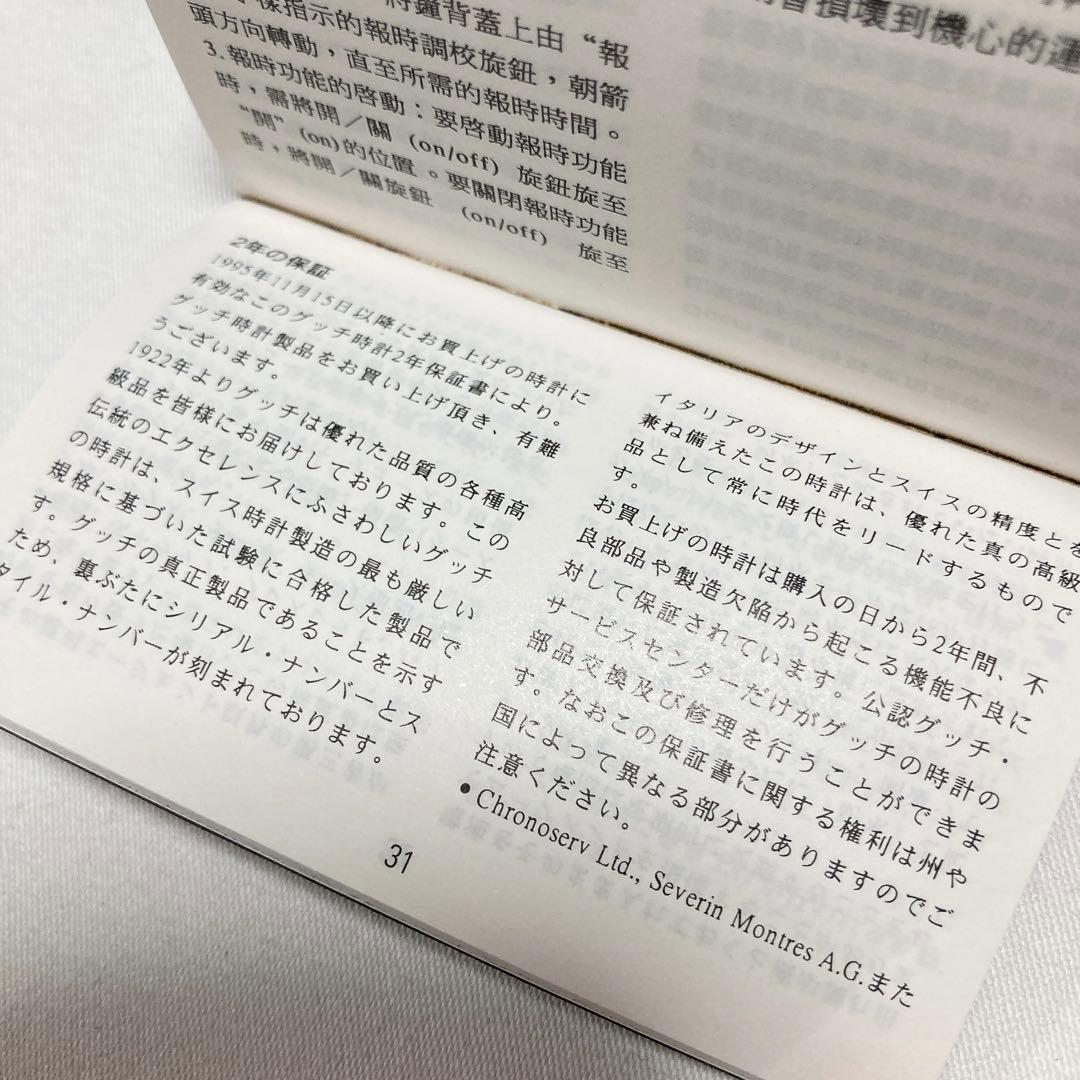 將鐘背蓋上由“報
樣指示的報時調校旋鈕，朝箭
頭方向轉動，直至所需的報時時間。
3. 報時功能的啓動：要啓動報時功能
時，需將開／關 (on/off) 旋鈕旋至
“開” (on)的位置。要關閉報時功能
時，將開／關旋鈕 (on/off) 旋至
損壞到機心的運
2年の保証
1995年11月15日以降にお買上げの時計に
有効なこのグッチ時計2年保証書により。
グッチ時計製品をお買い上げ頂き、有難
うございます。
1922年よりグッチは優れた品質の各種高
級品を皆様にお届けしております。この
伝統のエクセレンスにふさわしいグッチ
の時計は、スイス時計製造の最も厳しい
規格に基づいた試験に合格した製品で
す。グッチの真正製品であることを示す
ため、裏ぶたにシリアル・ナンバーとス
タイル・ナンバーが刻まれております。
イタリアのデザインとスイスの精度とを
兼ね備えたこの時計は、優れた真の高級
品として常に時代をリードするもので
す。
お買上げの時計は購入の日から2年間、不
良部品や製造欠陥から起こる機能不良に
対して保証されています。公認グッチ・
サービスセンターだけがグッチの時計の
部品交換及び修理を行うことができま
す。なおこの保証書に関する権利は州や
国によって異なる部分がありますのでご
注意ください。
• Chronoserv Ltd., Severin Montres A.G.また
31